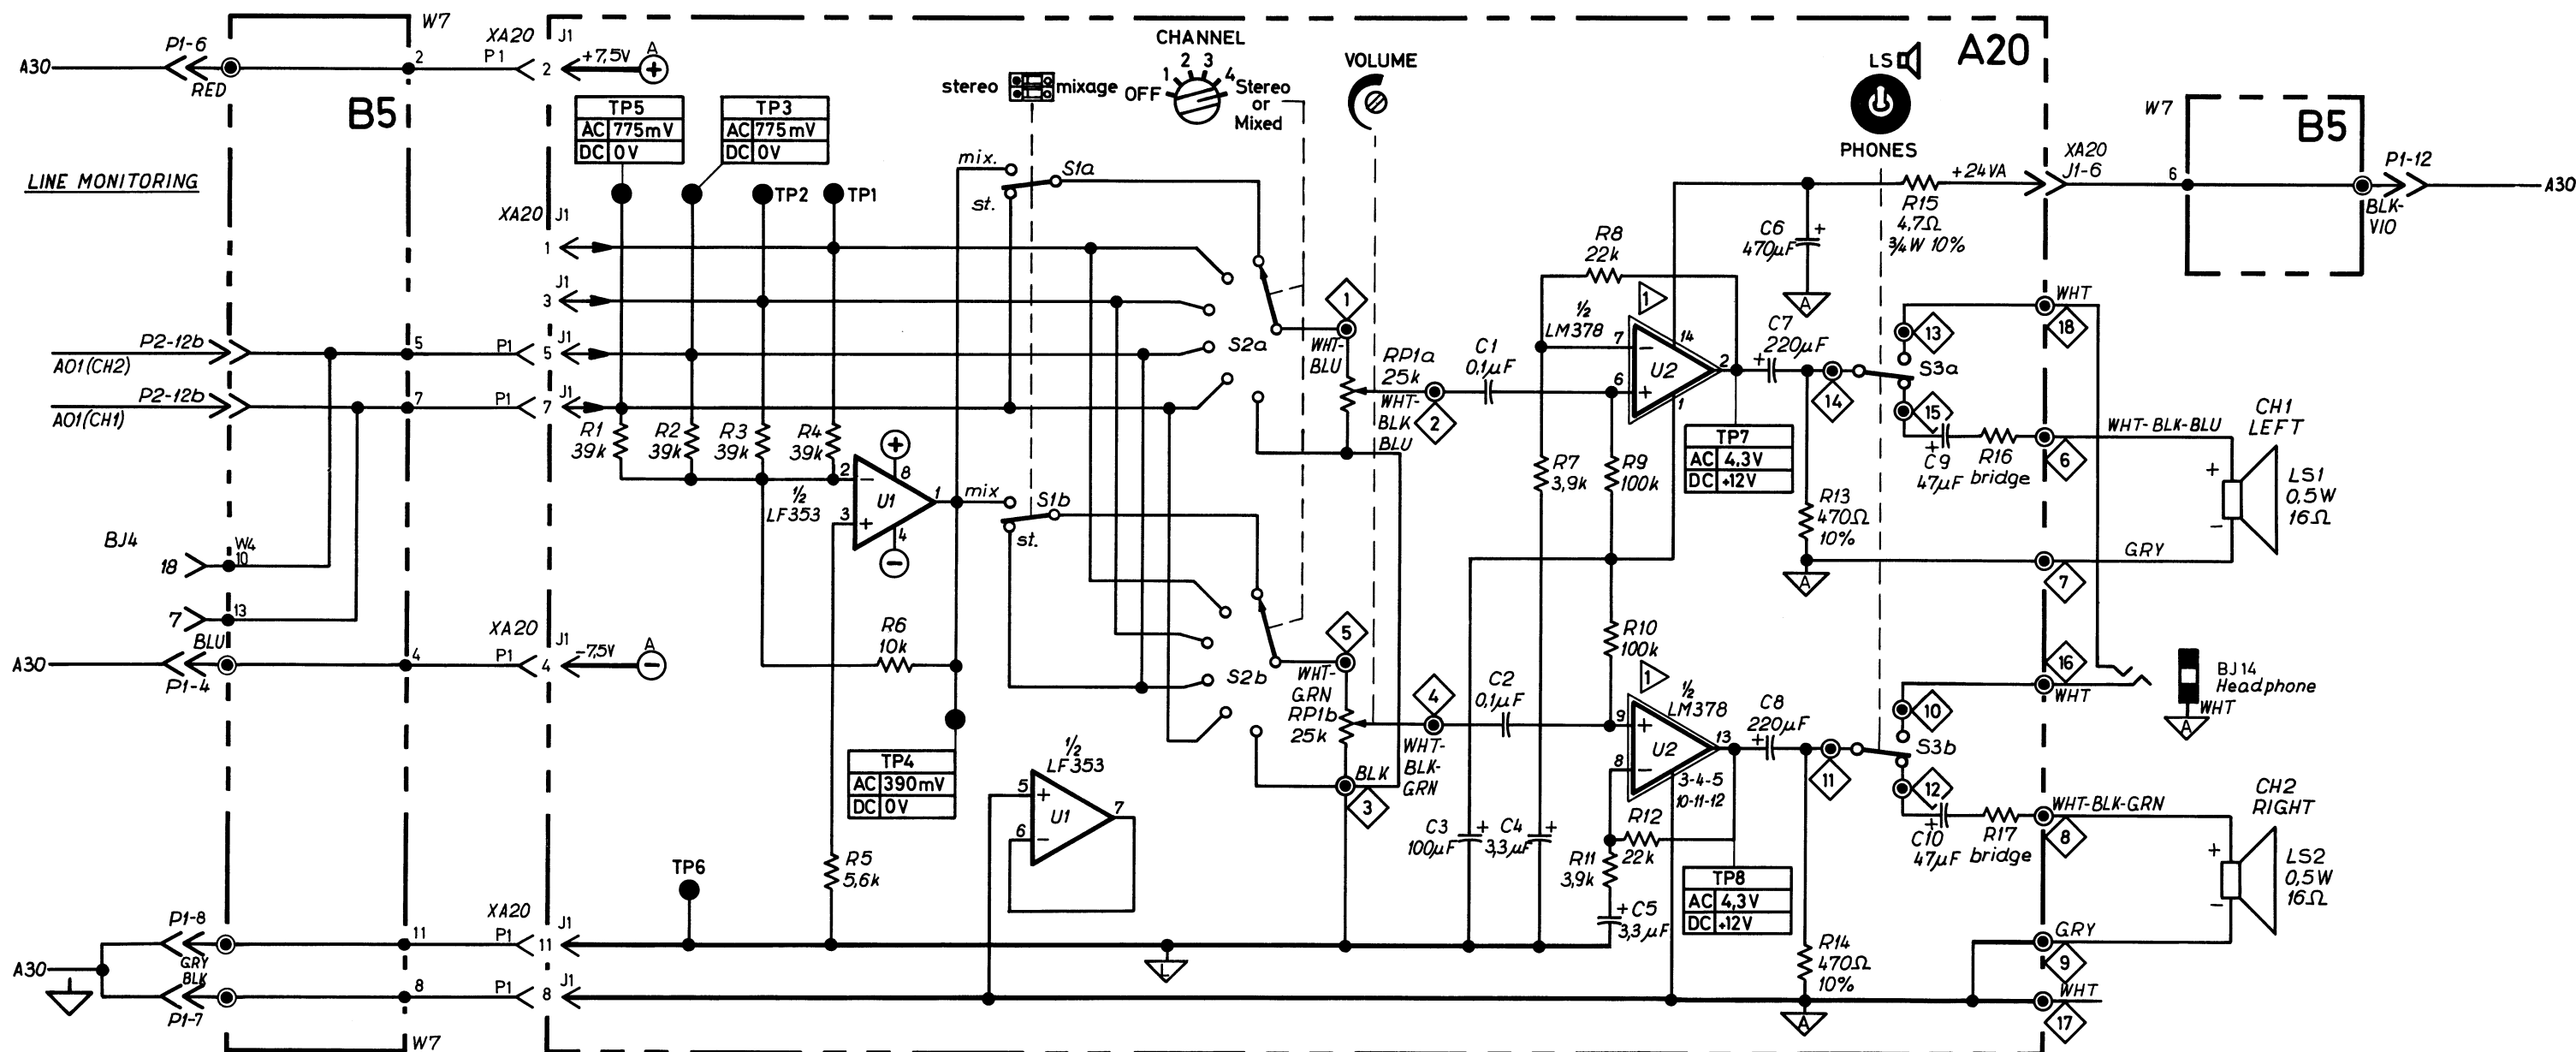 W7
P1-6
A30
RED
B5
2
P1
XA20
J1
2
+7,5V
A
+
LINE MONITORING
TP5
AC 775mV
DC 0V
TP3
AC 775mV
DC 0V
TP2
TP1
stereo
mixage
CHANNEL
OFF
1
2
3
4
Stereo
or
Mixed
VOLUME
LS
PHONES
A20
W7
B5
XA20
J1-6
+24VA
6
P1-12
A30
BLK-
VIO
R15
4,7Ω
¾W 10%
C6
470µF
+
A
mix.
S1a
st.
XA20
J1
1
J1
3
J1
5
J1
7
P2-12b
A01(CH2)
5
P1
P2-12b
A01(CH1)
7
P1
R1
39k
R2
39k
R3
39k
R4
39k
½
LF353
2
−
3
+
U1
8
+
4
−
1
mix
S1b
st.
S2a
1
WHT-
BLU
RP1a
25k
WHT-
BLK
BLU
2
C1
0,1µF
R8
22k
½
LM378
1
7
−
6
+
U2
14
2
1
C7
220µF
+
14
13
S3a
15
C9
47µF
+
R16
bridge
WHT
18
6
WHT-BLK-BLU
CH1
LEFT
LS1
0,5W
16Ω
+
−
GRY
7
TP7
AC 4,3V
DC +12V
R13
470Ω
10%
A
R7
3,9k
R9
100k
R10
100k
BJ4
18
W4
10
7
13
BLU
A30
P1-4
4
P1
XA20
J1
4
−7,5V
A
−
R6
10k
TP4
AC 390mV
DC 0V
S2b
5
WHT-
GRN
RP1b
25k
4
WHT-
BLK-
GRN
BLK
3
C2
0,1µF
1
½
LM378
9
+
8
−
U2
13
3-4-5
10-11-12
C8
220µF
+
11
10
S3b
12
C10
47µF
+
R17
bridge
16
WHT
BJ14
Headphone
WHT
A
WHT-BLK-GRN
8
CH2
RIGHT
LS2
0,5W
16Ω
+
−
GRY
9
WHT
17
½
LF353
5
+
6
−
U1
7
R5
5,6k
TP6
C3
100µF
+
C4
3,3µF
+
R12
22k
R11
3,9k
C5
3,3µF
+
TP8
AC 4,3V
DC +12V
R14
470Ω
10%
A
P1-8
GRY
BLK
P1-7
A30
11
P1
XA20
J1
11
8
P1
J1
8
L
W7